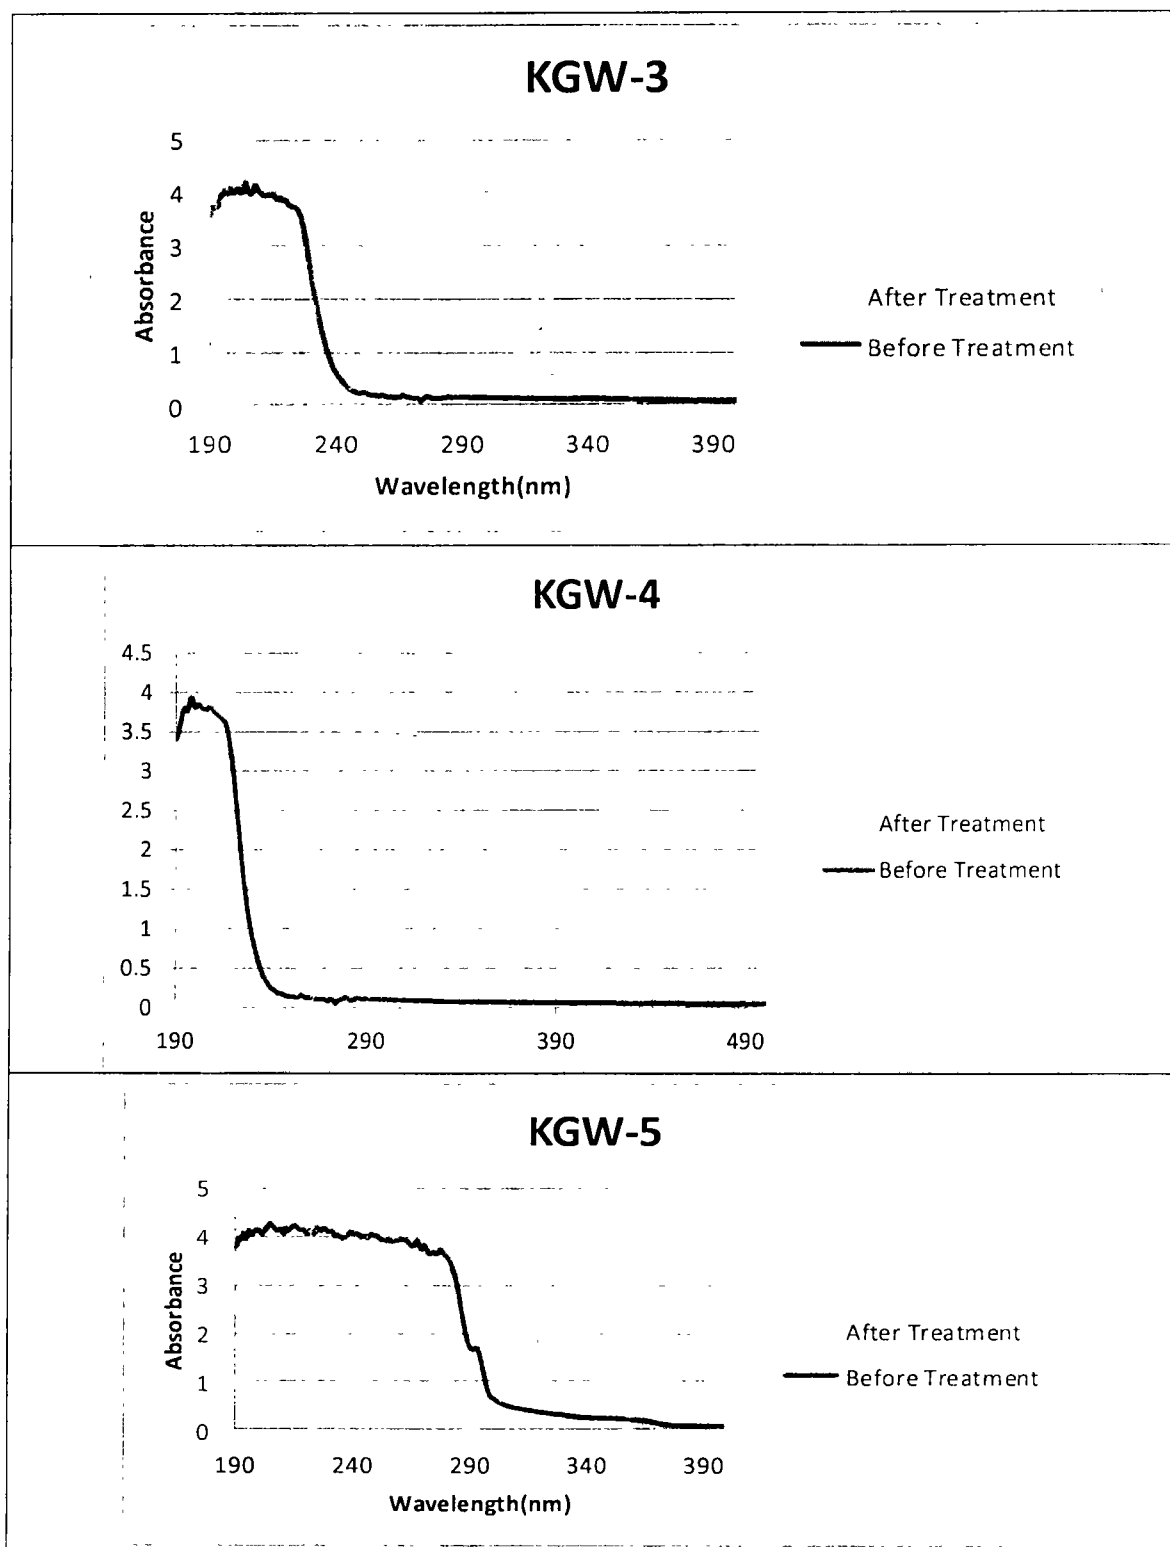 KGW-3
5
4
3
2
1
0
Absorbance
190 240 290 340 390
Wavelength(nm)
After Treatment
Before Treatment
KGW-4
4.5
4
3.5
3
2.5
2
1.5
1
0.5
0
190 290 390 490
After Treatment
Before Treatment
KGW-5
5
4
3
2
1
0
Absorbance
190 240 290 340 390
Wavelength(nm)
After Treatment
Before Treatment